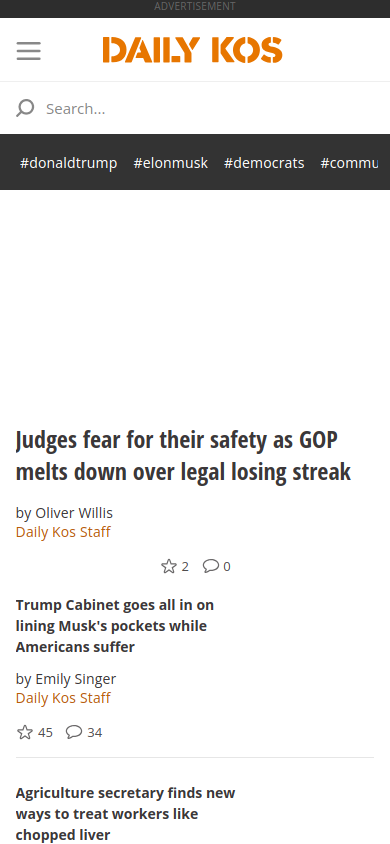 ADVERTISEMENT
DAILY KOS
Search...
#donaldtrump #elonmusk #democrats #commu
Judges fear for their safety as GOP
melts down over legal losing streak
by Oliver Willis
Daily Kos Staff
2 0
Trump Cabinet goes all in on
lining Musk's pockets while
Americans suffer
by Emily Singer
Daily Kos Staff
45 34
Agriculture secretary finds new
ways to treat workers like
chopped liver